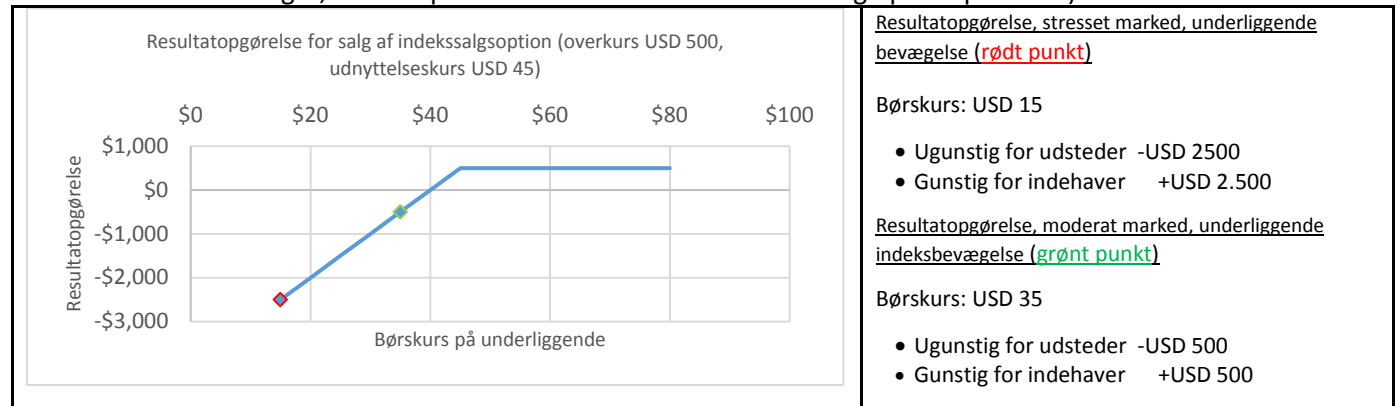 Resultatopgørelse for salg af indekssalgsoption (overkurs USD 500,
udnyttelseskurs USD 45)
$0 $20 $40 $60 $80 $100
$1,000
$0
-$1,000
-$2,000
-$3,000
Resultatopgørelse
Børskurs på underliggende
Resultatopgørelse, stresset marked, underliggende
bevægelse (rødt punkt)
Børskurs: USD 15
• Ugunstig for udsteder -USD 2500
• Gunstig for indehaver +USD 2.500
Resultatopgørelse, moderat marked, underliggende
indeksbevægelse (grønt punkt)
Børskurs: USD 35
• Ugunstig for udsteder -USD 500
• Gunstig for indehaver +USD 500